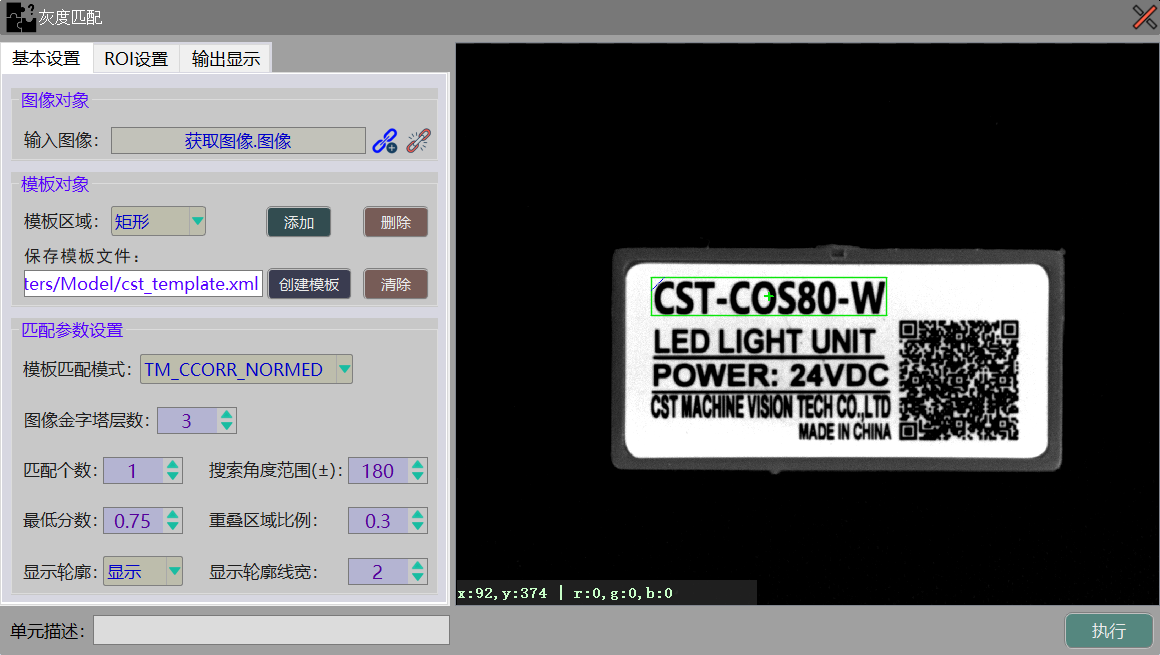 灰度匹配
基本设置 ROI设置 输出显示
图像对象
输入图像: 获取图像.图像
模板对象
模板区域: 矩形 添加 删除
保存模板文件:
ters/Model/cst_template.xml 创建模板 清除
匹配参数设置
模板匹配模式: TM_CCORR_NORMED
图像金字塔层数: 3
匹配个数: 1 搜索角度范围(±): 180
最低分数: 0.75 重叠区域比例: 0.3
显示轮廓: 显示 显示轮廓线宽: 2
单元描述:
CST-COS80-W
LED LIGHT UNIT
POWER: 24VDC
CST MACHINE VISION TECH CO.,LTD
MADE IN CHINA
x:92,y:374 | r:0,g:0,b:0
执行